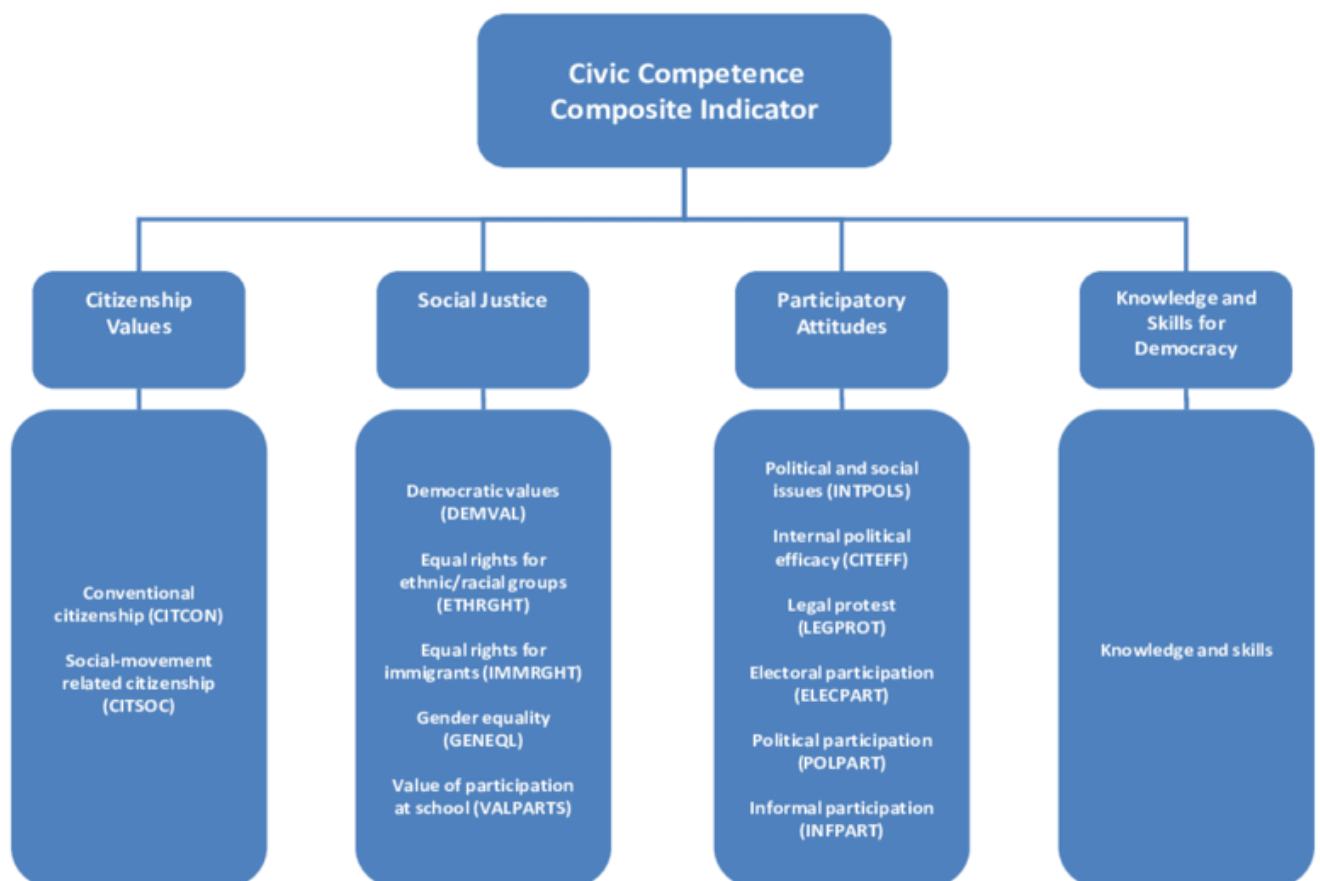 Civic Competence
Composite Indicator
Citizenship
Values
Social Justice
Participatory
Attitudes
Knowledge and
Skills for
Democracy
Conventional
citizenship (CITCON)
Social-movement
related citizenship
(CITSOC)
Democratic values
(DEMVAL)
Equal rights for
ethnic/racial groups
(ETHRGHT)
Equal rights for
immigrants (IMMRGHT)
Gender equality
(GENEQL)
Value of participation
at school (VALPARTS)
Political and social
issues (INTPOLS)
Internal political
efficacy (CITEFF)
Legal protest
(LEGPROT)
Electoral participation
(ELECPART)
Political participation
(POLPART)
Informal participation
(INFPART)
Knowledge and skills